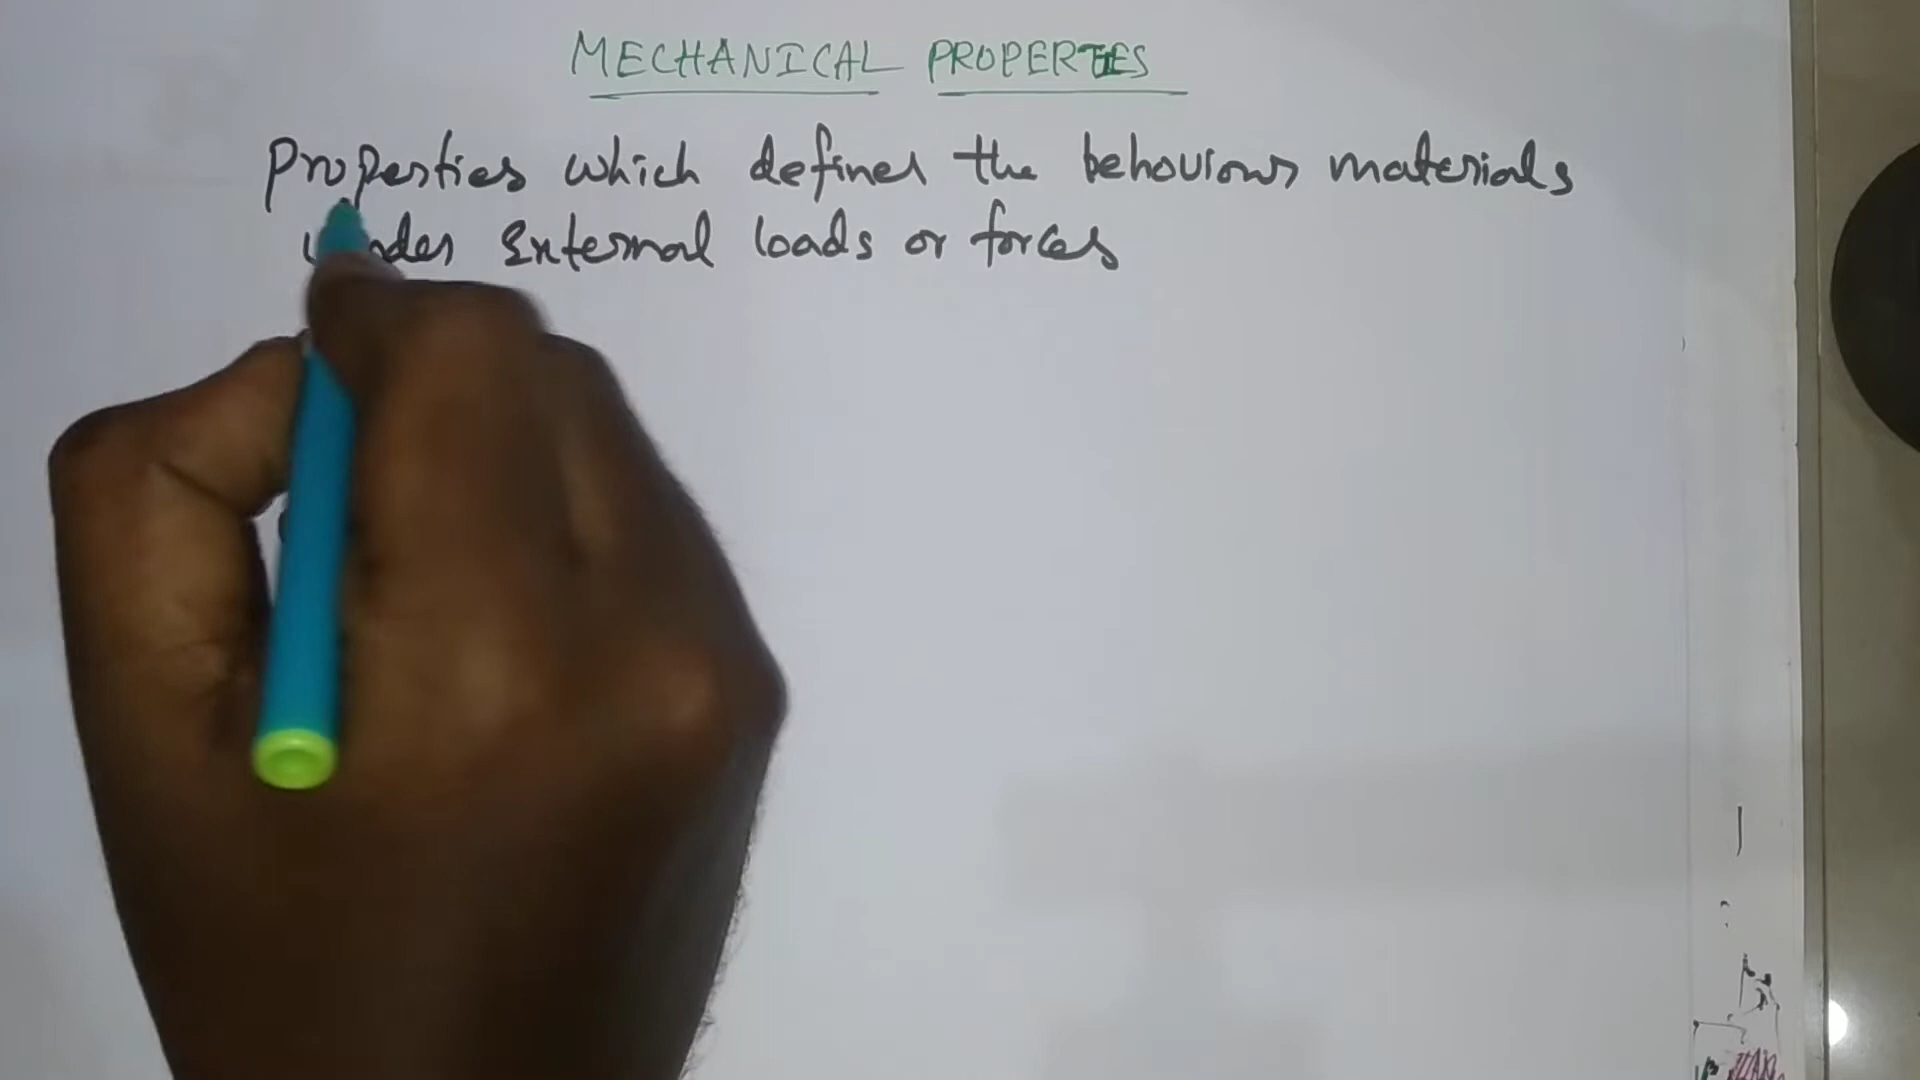 MECHANICAL PROPERTIES
Properties which defines the behaviours materials
under External loads or forces